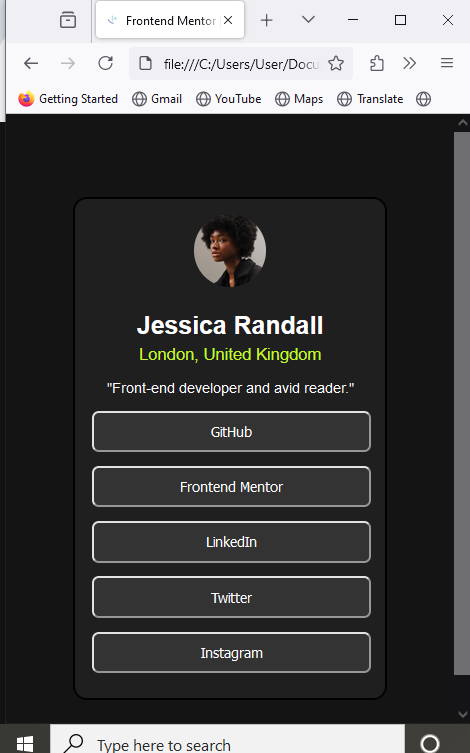 Frontend Mentor
file:///C:/Users/User/Docu
Getting Started Gmail YouTube Maps Translate
Jessica Randall
London, United Kingdom
"Front-end developer and avid reader."
GitHub
Frontend Mentor
LinkedIn
Twitter
Instagram
Type here to search